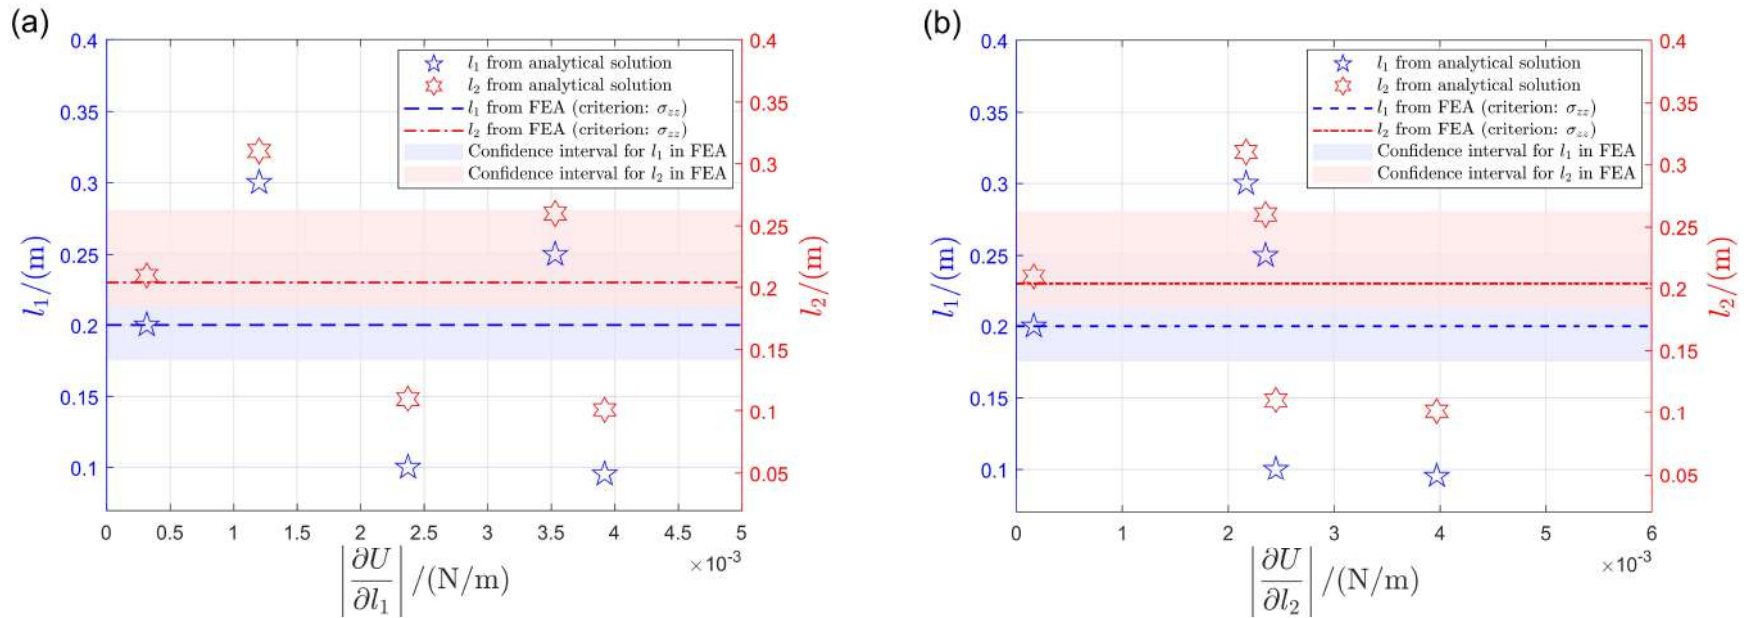 (a)
0.4
0.35
0.3
0.25
0.2
0.15
0.1
l₁/(m)
l₁ from analytical solution
l₂ from analytical solution
l₁ from FEA (criterion: σzz)
l₂ from FEA (criterion: σzz)
Confidence interval for l₁ in FEA
Confidence interval for l₂ in FEA
0.4
0.35
0.3
0.25
0.2
0.15
0.1
0.05
l₂/(m)
0 0.5 1 1.5 2 2.5 3 3.5 4 4.5 5
×10⁻³
|∂U/∂l₁| /(N/m)
(b)
0.4
0.35
0.3
0.25
0.2
0.15
0.1
l₁/(m)
l₁ from analytical solution
l₂ from analytical solution
l₁ from FEA (criterion: σzz)
l₂ from FEA (criterion: σzz)
Confidence interval for l₁ in FEA
Confidence interval for l₂ in FEA
0.4
0.35
0.3
0.25
0.2
0.15
0.1
0.05
l₂/(m)
0 1 2 3 4 5 6
×10⁻³
|∂U/∂l₂| /(N/m)